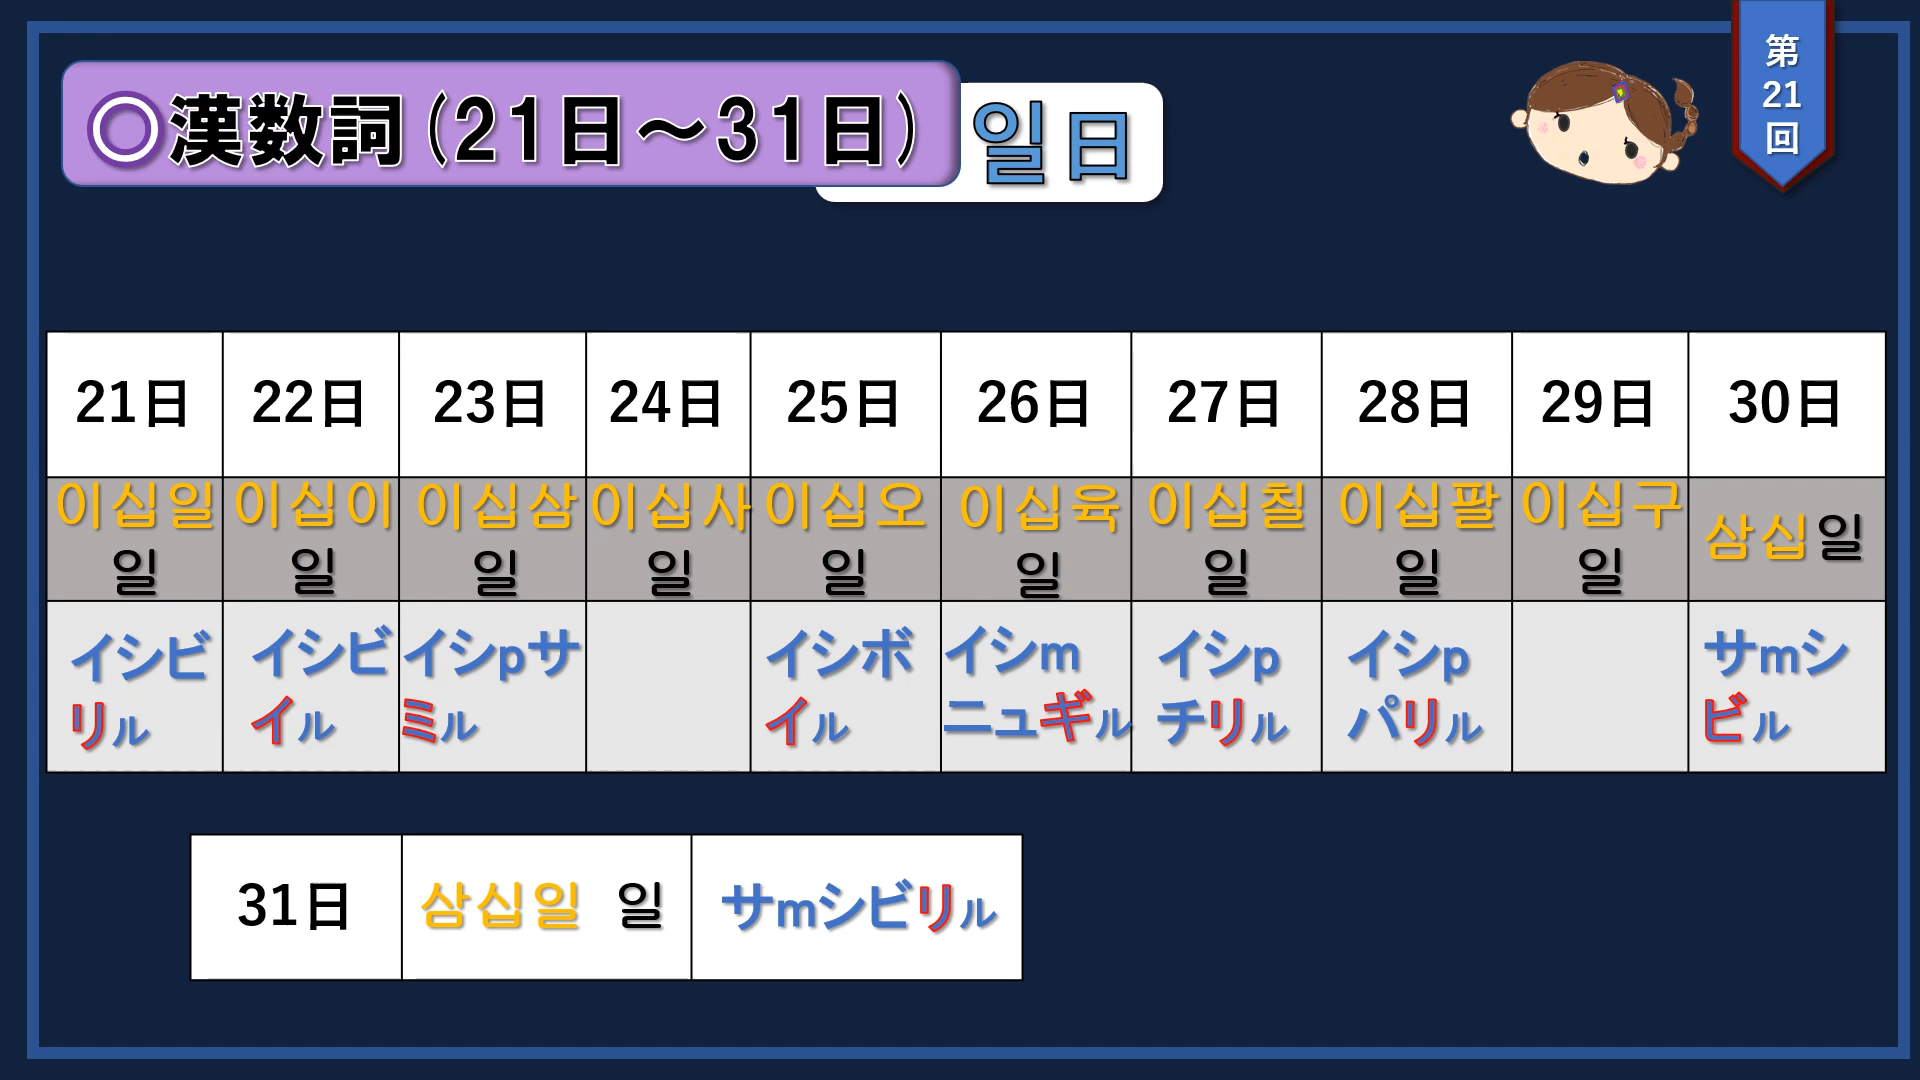 ◎漢数詞(21日～31日)
일日
第
21
回
21日 22日 23日 24日 25日 26日 27日 28日 29日 30日
이십일 이십이 이십삼 이십사 이십오 이십육 이십칠 이십팔 이십구 삼십일
일 일 일 일 일 일 일 일 일
イシビ イシビ イシpサ イシボ イシm イシp イシp サmシ
リル イル ミル イル ニュギル チリル パリル ビル
31日 삼십일 일 サmシビリル